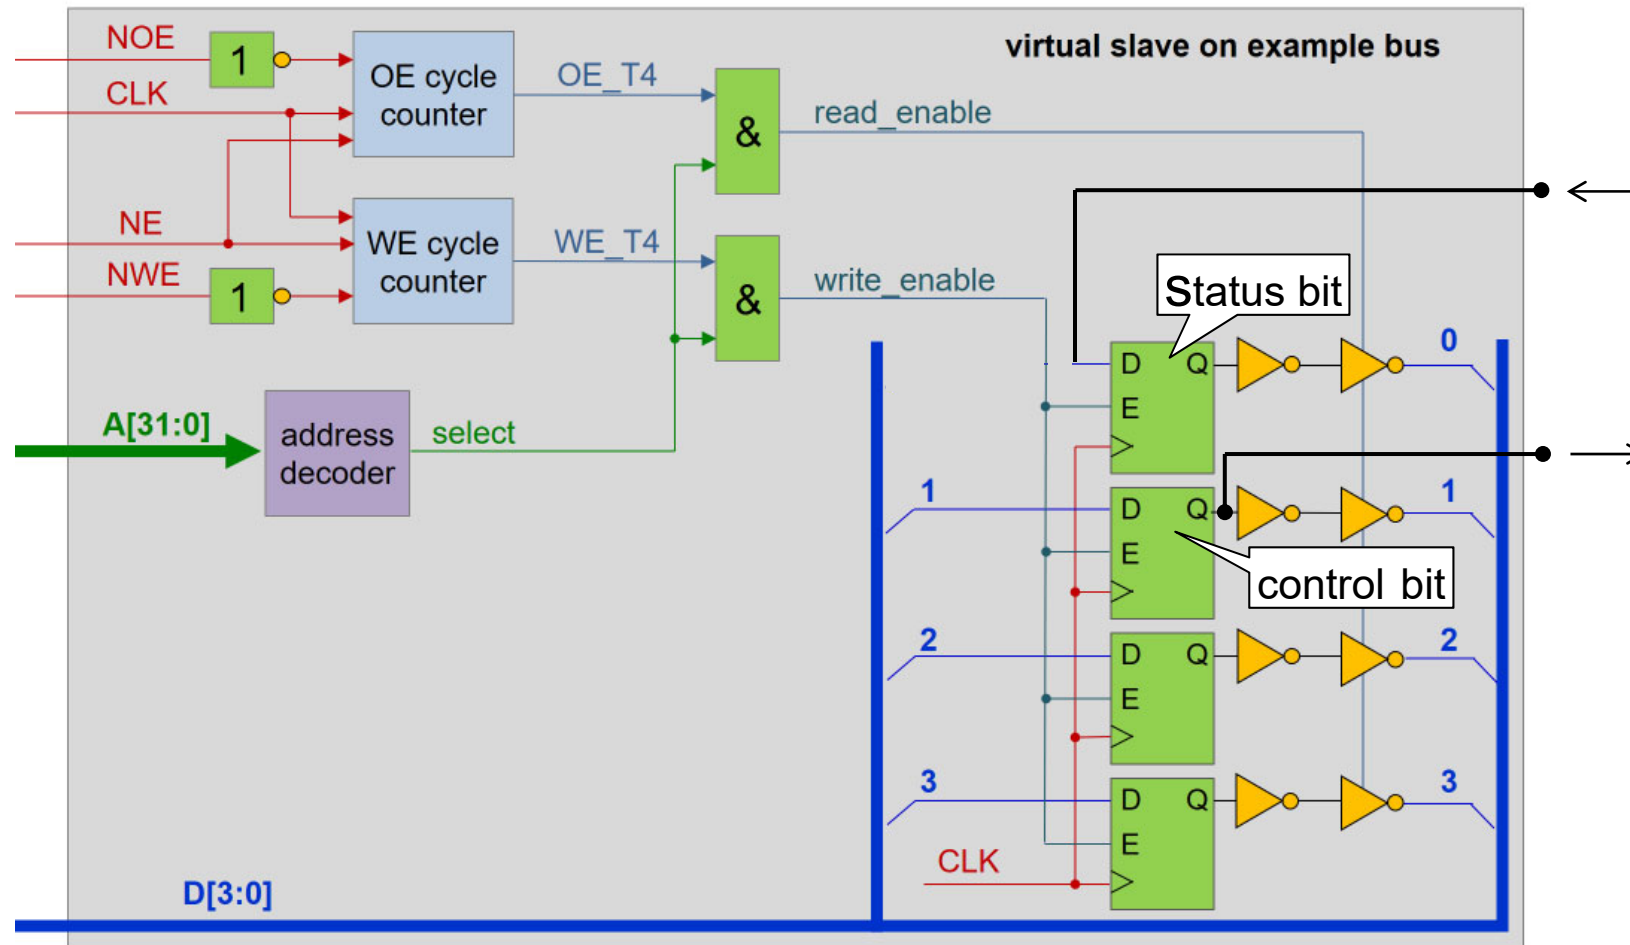 virtual slave on example bus
NOE
1
OE cycle
counter
OE_T4
&
read_enable
CLK
NE
NWE
1
WE cycle
counter
WE_T4
&
write_enable
Status bit
A[31:0]
address
decoder
select
D Q
E
0
1
D Q
E
1
control bit
2
D Q
E
2
3
D Q
E
3
CLK
D[3:0]